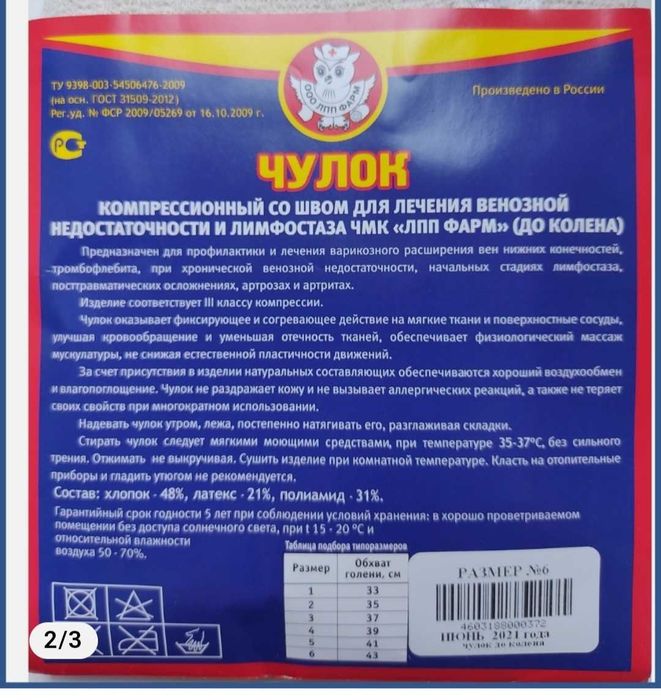 ТУ 9398-003-54506476-2009
(на осн. ГОСТ 31509-2012)
Рег.уд. № ФСР 2009/05269 от 16.10.2009 г.
ООО ЛПП ФАРМ
Произведено в России
РС
ЧУЛОК
КОМПРЕССИОННЫЙ СО ШВОМ ДЛЯ ЛЕЧЕНИЯ ВЕНОЗНОЙ
НЕДОСТАТОЧНОСТИ И ЛИМФОСТАЗА ЧМК «ЛПП ФАРМ» (ДО КОЛЕНА)
Предназначен для профилактики и лечения варикозного расширения вен нижних конечностей,
тромбофлебита, при хронической венозной недостаточности, начальных стадиях лимфостаза,
посттравматических осложнениях, артрозах и артритах.
Изделие соответствует III классу компрессии.
Чулок оказывает фиксирующее и согревающее действие на мягкие ткани и поверхностные сосуды,
улучшая кровообращение и уменьшая отечность тканей, обеспечивает физиологический массаж
мускулатуры, не снижая естественной пластичности движений.
За счет присутствия в изделии натуральных составляющих обеспечиваются хороший воздухообмен
и влагопоглощение. Чулок не раздражает кожу и не вызывает аллергических реакций, а также не теряет
своих свойств при многократном использовании.
Надевать чулок утром, лежа, постепенно натягивать его, разглаживая складки.
Стирать чулок следует мягкими моющими средствами, при температуре 35-37°С, без сильного
трения. Отжимать не выкручивая. Сушить изделие при комнатной температуре. Класть на отопительные
приборы и гладить утюгом не рекомендуется.
Состав: хлопок - 48%, латекс - 21%, полиамид - 31%.
Гарантийный срок годности 5 лет при соблюдении условий хранения: в хорошо проветриваемом
помещении без доступа солнечного света, при t 15 - 20 °С и
относительной влажности
воздуха 50 - 70%.
Таблица подбора типоразмеров
Размер Обхват голени, см
1 33
2 35
3 37
4 39
5 41
6 43
РАЗМЕР №6
4603188000372
ИЮНЬ 2021 года
чулок до колена
2/3